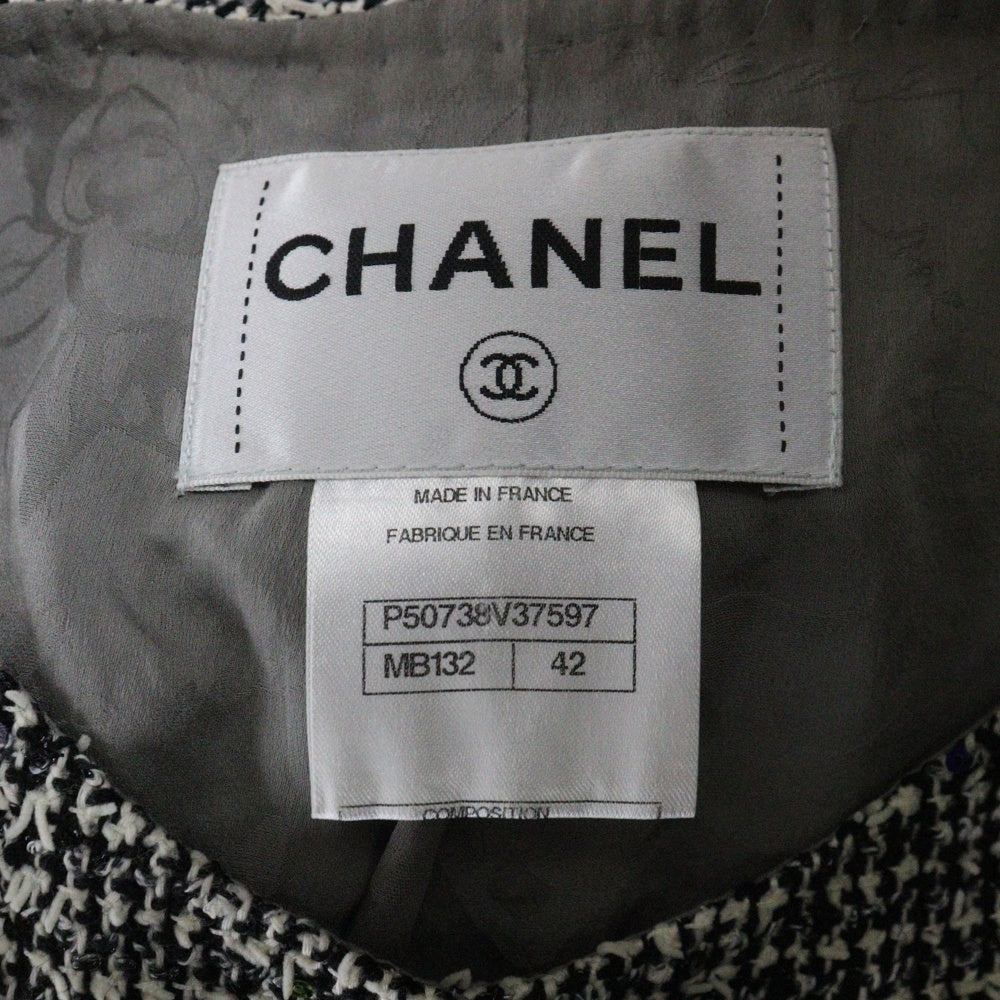 CHANEL
MADE IN FRANCE
FABRIQUE EN FRANCE
P50738V37597
MB132 42
COMPOSITION